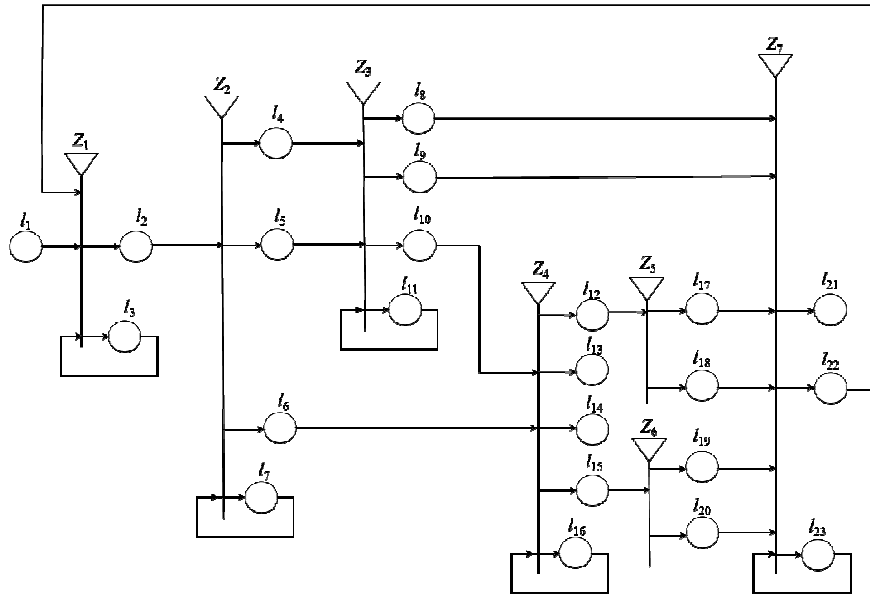 Z₇
Z₃
Z₂
l₈
l₄
Z₁
l₉
l₁
l₂
l₅
l₁₀
Z₄
Z₅
l₁₁
l₁₂
l₁₇
l₂₁
l₃
l₁₃
l₁₈
l₂₂
l₆
l₁₄
Z₆
l₁₉
l₇
l₁₅
l₂₀
l₁₆
l₂₃